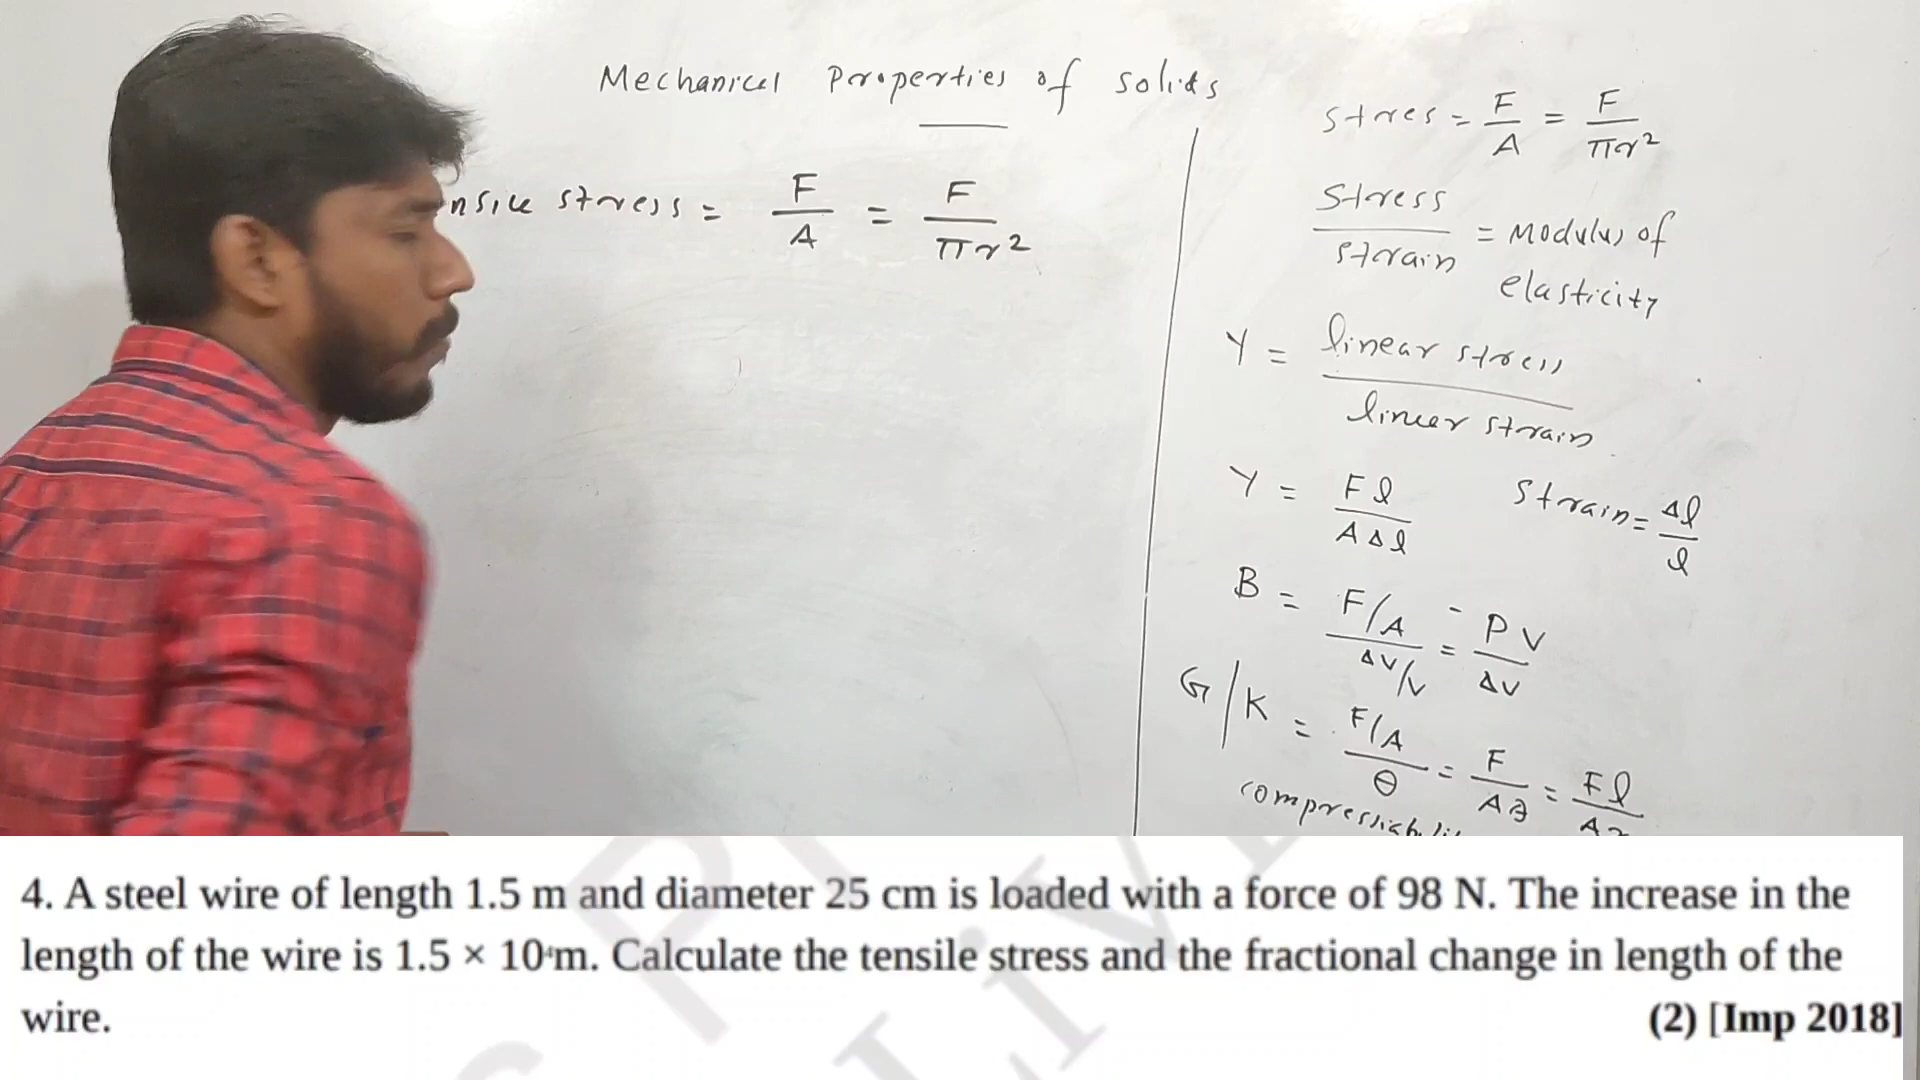 Mechanical Properties of solids
nsile stress = F/A = F/πr²
Stres = F/A = F/πr²
Stress/Strain = Modulus of
elasticity
Y = linear stress/linear strain
Y = Fl/AΔl Strain = Δl/l
B = F/A/ΔV/V = -PV/ΔV
G/K = F/A/θ = F/Aθ = Fl
4. A steel wire of length 1.5 m and diameter 25 cm is loaded with a force of 98 N. The increase in the
length of the wire is 1.5 × 10 m. Calculate the tensile stress and the fractional change in length of the
wire.
(2) [Imp 2018]